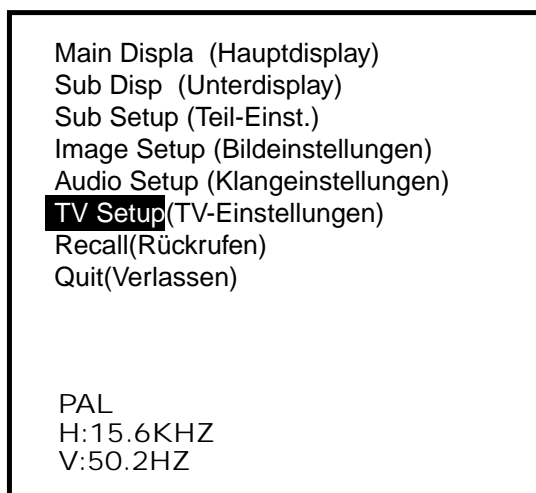 Main Displa (Hauptdisplay)
Sub Disp (Unterdisplay)
Sub Setup (Teil-Einst.)
Image Setup (Bildeinstellungen)
Audio Setup (Klangeinstellungen)
TV Setup(TV-Einstellungen)
Recall(Rückrufen)
Quit(Verlassen)
PAL
H:15.6KHZ
V:50.2HZ